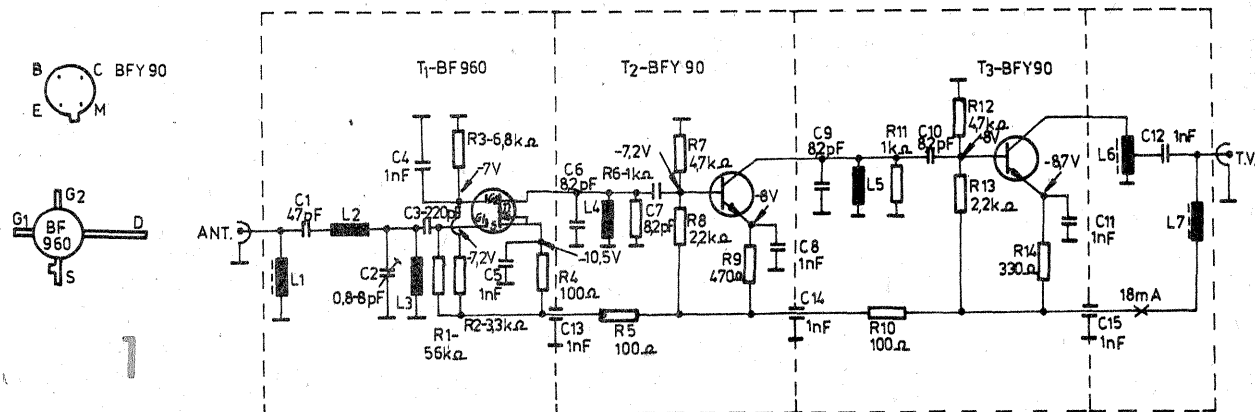 B C BFY 90
E M
G2
G1 D
BF
960
S
1
T1-BF 960
T2-BFY 90
T3-BFY90
ANT.
L1
C1
47pF
L2
C2
0,8-8pF
L3
C3-220p
C4
1nF
R3-6,8kΩ
-7V
-7,2V
R1-
56kΩ
R2-3,3kΩ
C5
1nF
-10,5V
R4
100Ω
C13
1nF
C6
82pF
L4
R6-1kΩ
C7
82pF
-7,2V
R7
4,7kΩ
R8
2,2kΩ
-8V
R9
470Ω
C8
1nF
R5
100Ω
C14
1nF
C9
82pF
L5
R11
1kΩ
C10
82pF
R12
4,7kΩ
-8V
R13
2,2kΩ
-8,7V
R14
330Ω
C11
1nF
R10
100Ω
C15
1nF
18mA
L6
C12 1nF
L7
T.V.